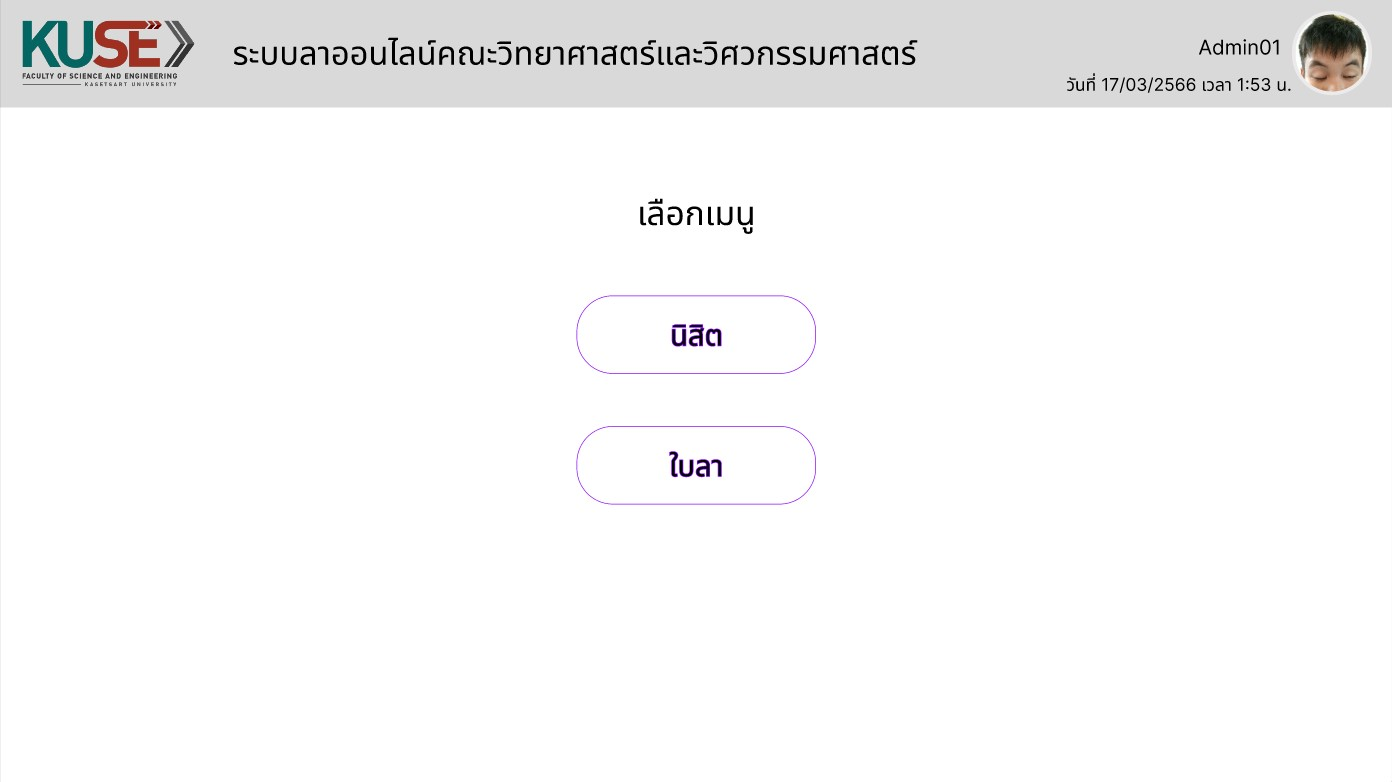 KUSE
FACULTY OF SCIENCE AND ENGINEERING
KASETSART UNIVERSITY
ระบบลาออนไลน์คณะวิทยาศาสตร์และวิศวกรรมศาสตร์
Admin01
วันที่ 17/03/2566 เวลา 1:53 น.
เลือกเมนู
นิสิต
ใบลา